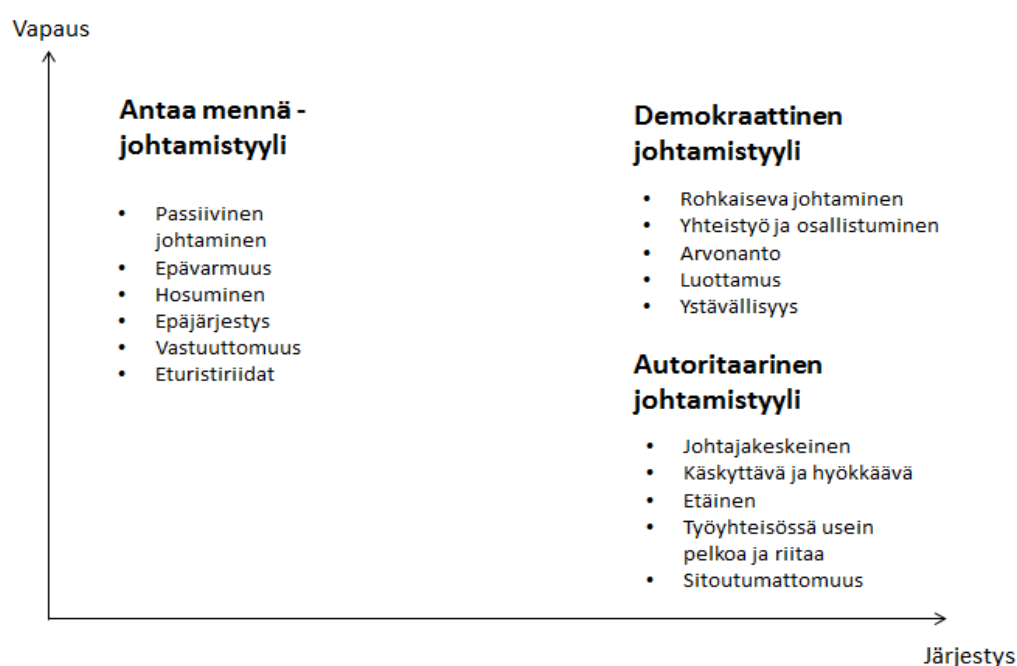 Vapaus
Antaa mennä -
johtamistyyli
• Passiivinen
johtaminen
• Epävarmuus
• Hosuminen
• Epäjärjestys
• Vastuuttomuus
• Eturistiriidat
Demokraattinen
johtamistyyli
• Rohkaiseva johtaminen
• Yhteistyö ja osallistuminen
• Arvonanto
• Luottamus
• Ystävällisyys
Autoritaarinen
johtamistyyli
• Johtajakeskeinen
• Käskyttävä ja hyökkäävä
• Etäinen
• Työyhteisössä usein
pelkoa ja riitaa
• Sitoutumattomuus
Järjestys